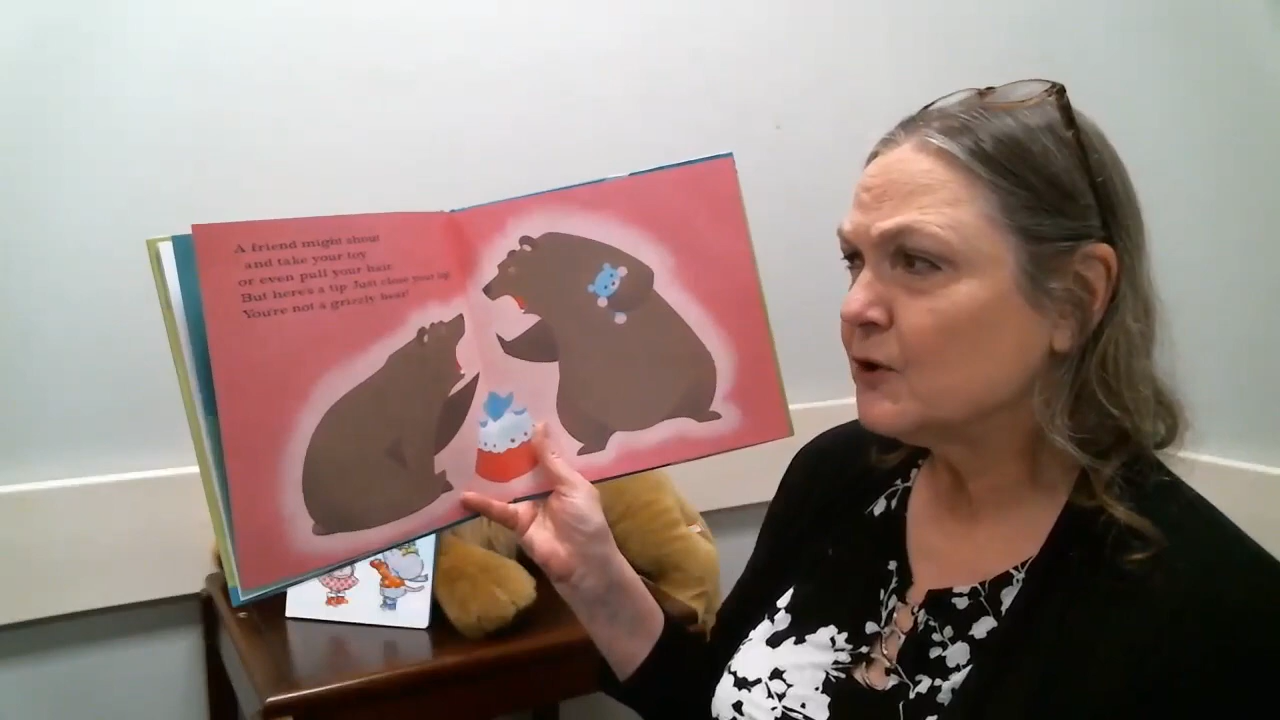 A friend might shout
and take your toy
or even pull your hair.
But here's a tip. Just close your lip.
You're not a grizzly bear!